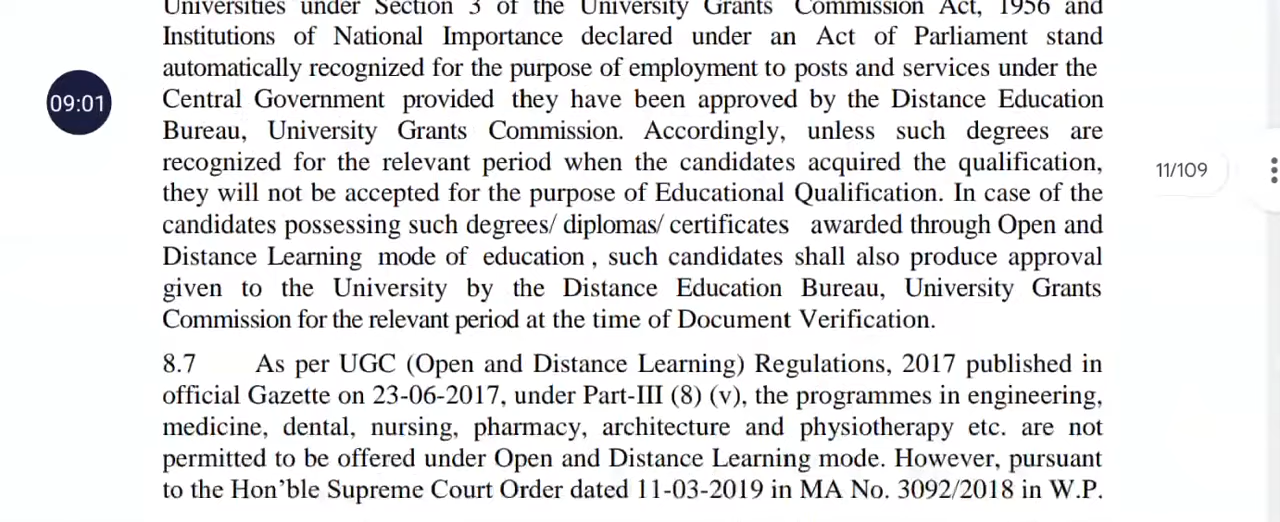 Universities under Section 3 of the University Grants Commission Act, 1956 and
Institutions of National Importance declared under an Act of Parliament stand
automatically recognized for the purpose of employment to posts and services under the
09:01
Central Government provided they have been approved by the Distance Education
Bureau, University Grants Commission. Accordingly, unless such degrees are
recognized for the relevant period when the candidates acquired the qualification,
11/109
they will not be accepted for the purpose of Educational Qualification. In case of the
candidates possessing such degrees/ diplomas/ certificates awarded through Open and
Distance Learning mode of education , such candidates shall also produce approval
given to the University by the Distance Education Bureau, University Grants
Commission for the relevant period at the time of Document Verification.
8.7 As per UGC (Open and Distance Learning) Regulations, 2017 published in
official Gazette on 23-06-2017, under Part-III (8) (v), the programmes in engineering,
medicine, dental, nursing, pharmacy, architecture and physiotherapy etc. are not
permitted to be offered under Open and Distance Learning mode. However, pursuant
to the Hon’ble Supreme Court Order dated 11-03-2019 in MA No. 3092/2018 in W.P.